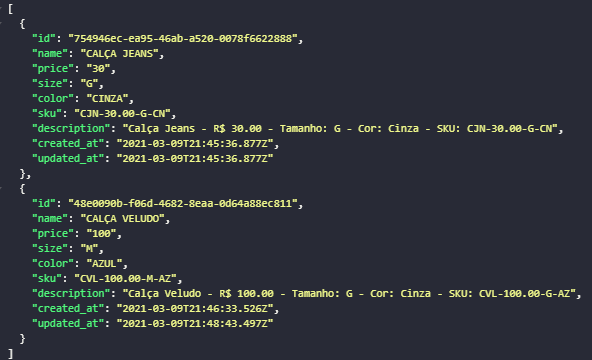 [
{
"id": "754946ec-ea95-46ab-a520-0078f6622888",
"name": "CALÇA JEANS",
"price": "30",
"size": "G",
"color": "CINZA",
"sku": "CJN-30.00-G-CN",
"description": "Calça Jeans - R$ 30.00 - Tamanho: G - Cor: Cinza - SKU: CJN-30.00-G-CN",
"created_at": "2021-03-09T21:45:36.877Z",
"updated_at": "2021-03-09T21:45:36.877Z"
},
{
"id": "48e0090b-f06d-4682-8eaa-0d64a88ec811",
"name": "CALÇA VELUDO",
"price": "100",
"size": "M",
"color": "AZUL",
"sku": "CVL-100.00-M-AZ",
"description": "Calça Veludo - R$ 100.00 - Tamanho: G - Cor: Cinza - SKU: CVL-100.00-G-AZ",
"created_at": "2021-03-09T21:46:33.526Z",
"updated_at": "2021-03-09T21:48:43.497Z"
}
]